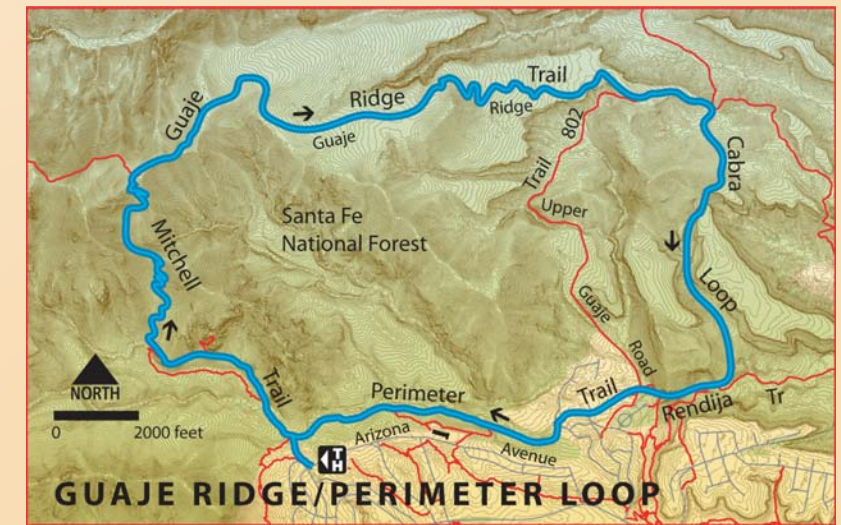 Trail
Ridge
Guaje
Ridge
Guaje
802
Trail
Cabra
Upper
Santa Fe
National Forest
Mitchell
Loop
Guaje
Road
NORTH
0 2000 feet
Trail
Perimeter
Trail
Rendija Tr
Arizona
Avenue
TH
GUAJE RIDGE/PERIMETER LOOP